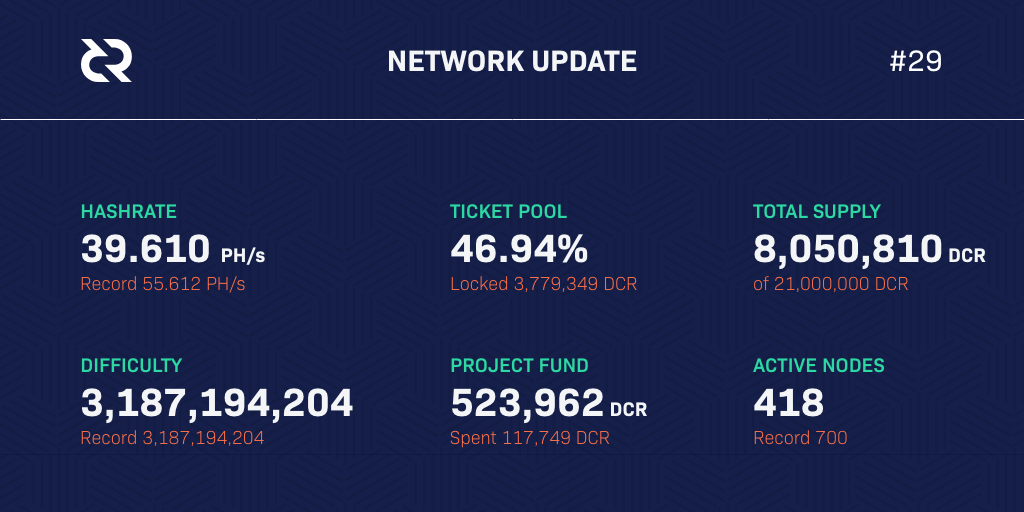 NETWORK UPDATE
#29
HASHRATE
39.610 PH/s
Record 55.612 PH/s
TICKET POOL
46.94%
Locked 3,779,349 DCR
TOTAL SUPPLY
8,050,810 DCR
of 21,000,000 DCR
DIFFICULTY
3,187,194,204
Record 3,187,194,204
PROJECT FUND
523,962 DCR
Spent 117,749 DCR
ACTIVE NODES
418
Record 700